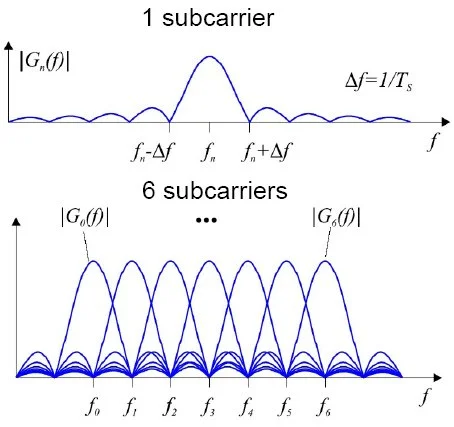 1 subcarrier
|Gn(f)|
Δf=1/TS
fn-Δf fn fn+Δf f
6 subcarriers
|G0(f)| ... |G6(f)|
f0 f1 f2 f3 f4 f5 f6 f